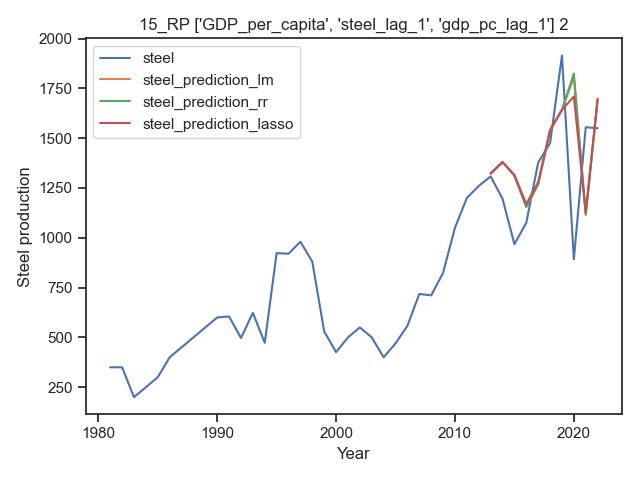 15_RP ['GDP_per_capita', 'steel_lag_1', 'gdp_pc_lag_1'] 2
2000
1750
1500
1250
1000
750
500
250
Steel production
steel
steel_prediction_lm
steel_prediction_rr
steel_prediction_lasso
1980
1990
2000
2010
2020
Year